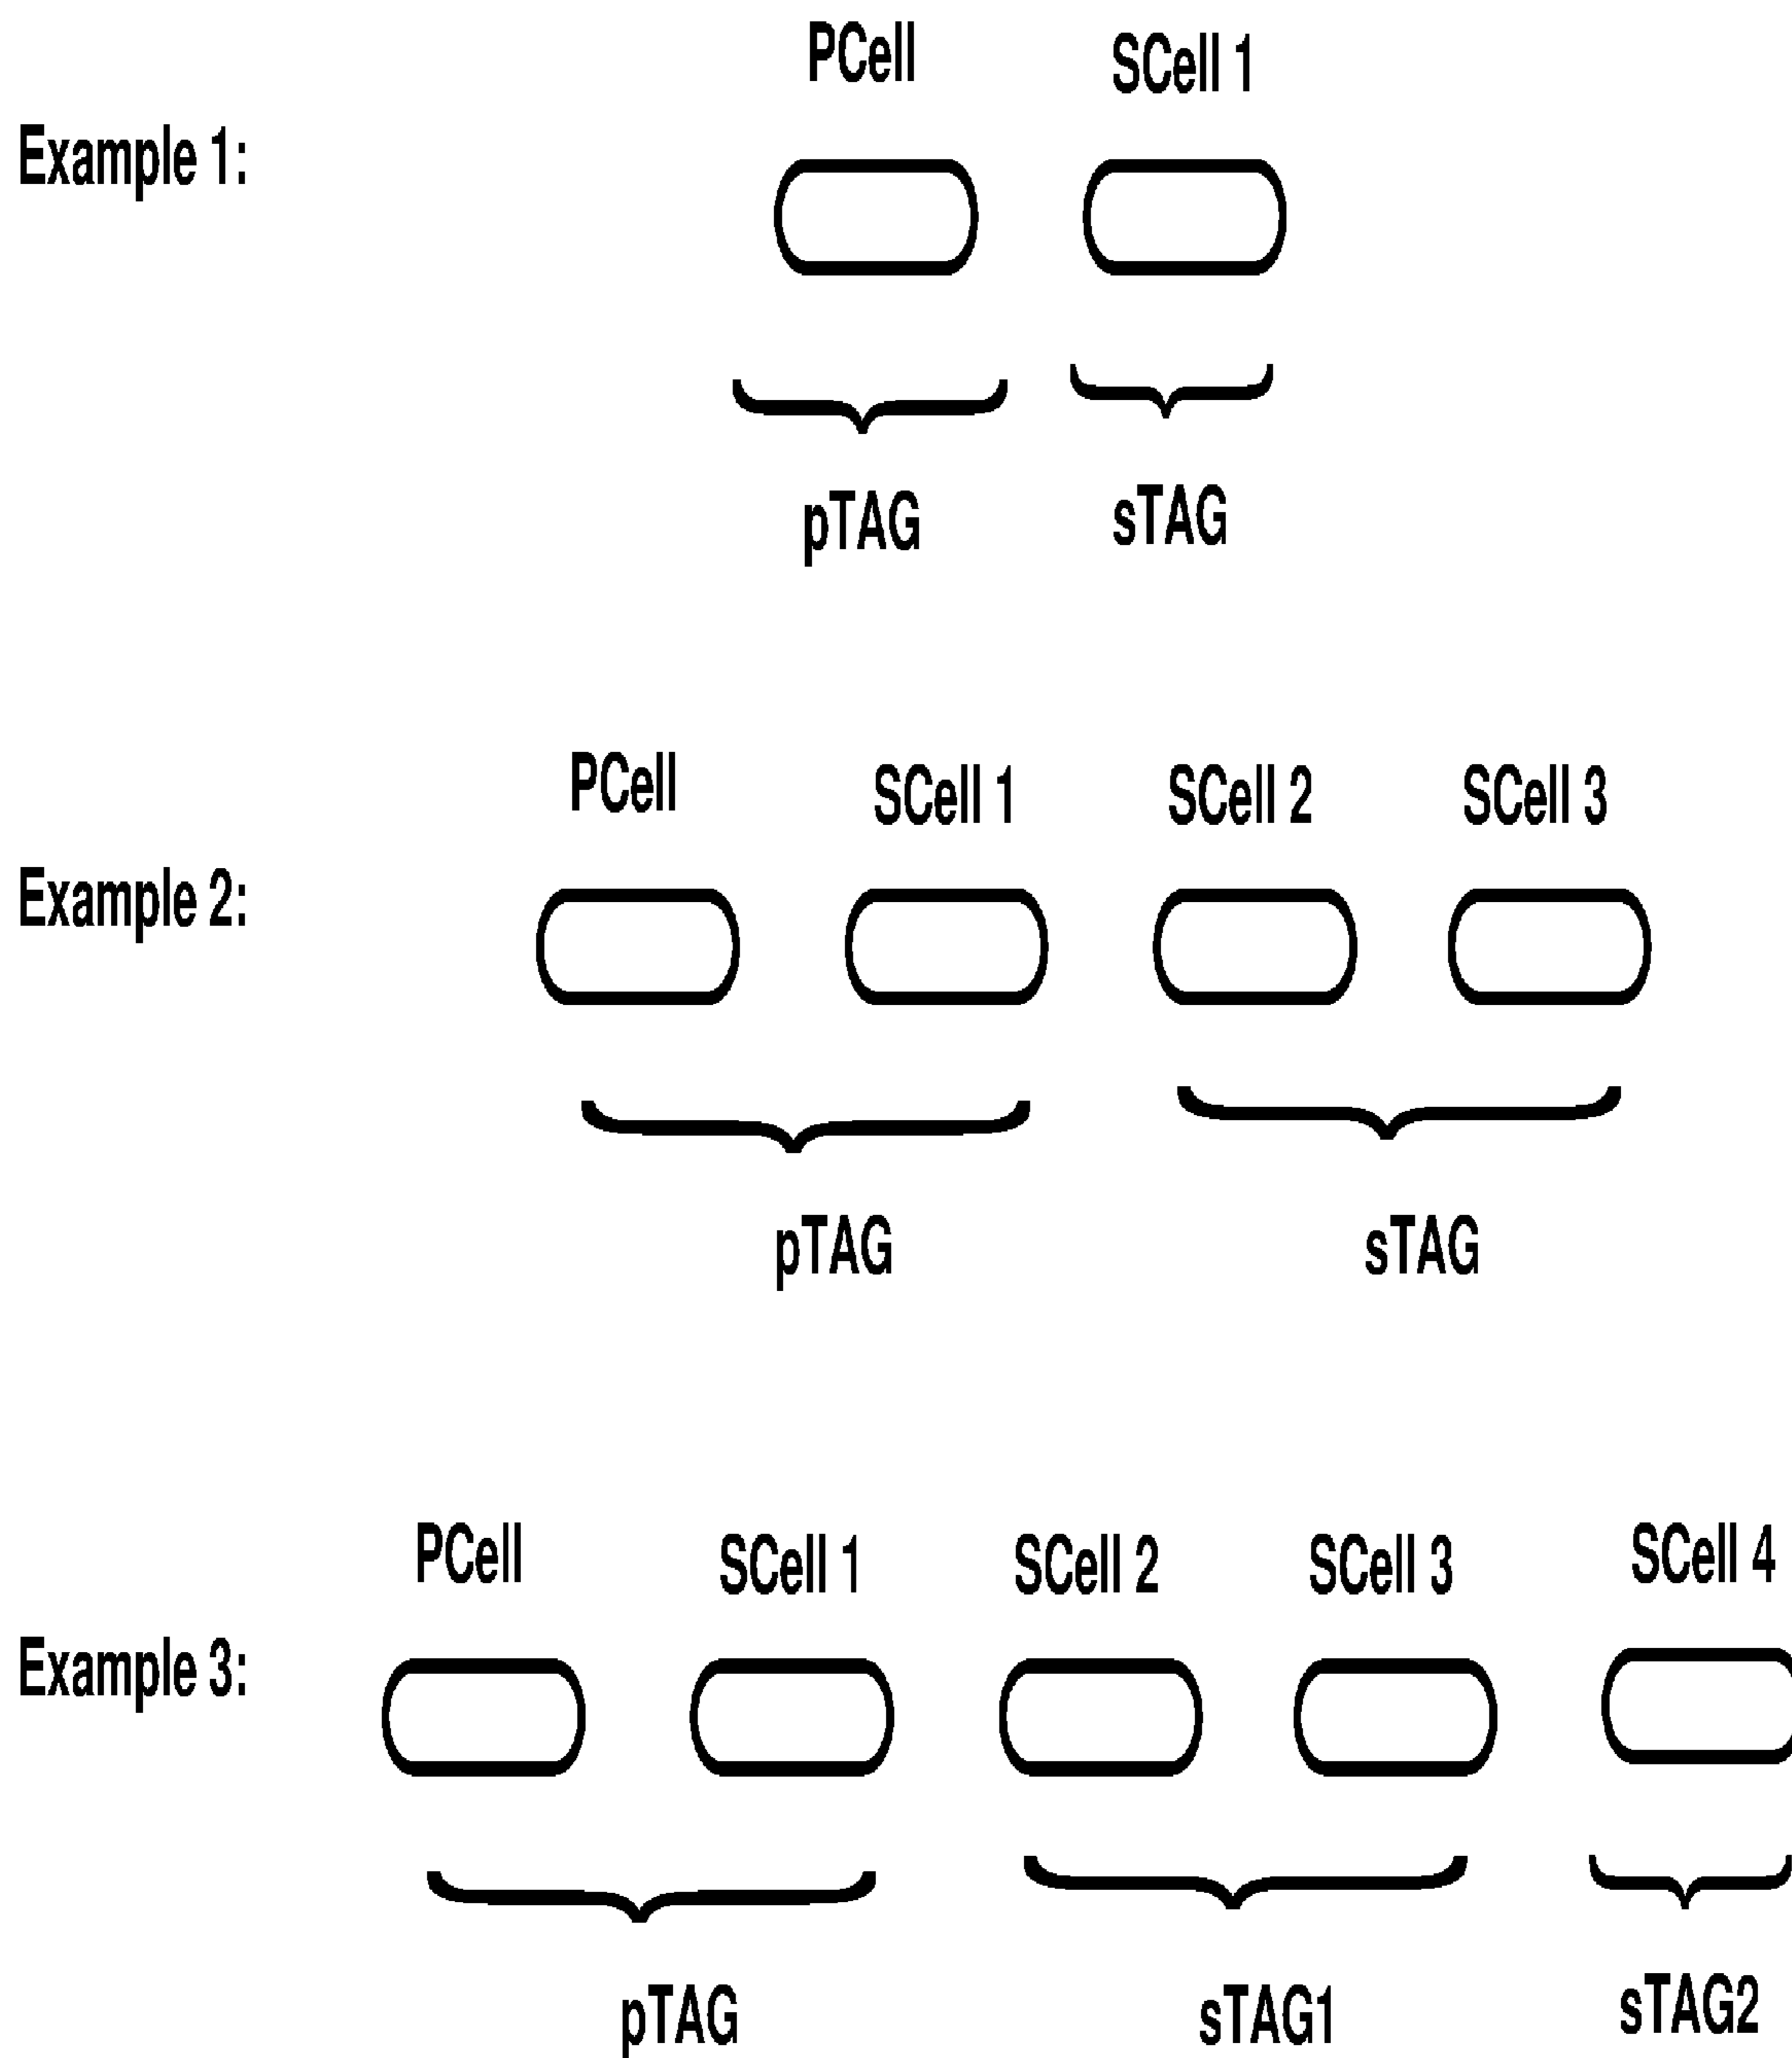 PCell SCell 1
Example 1:
pTAG sTAG
PCell SCell 1 SCell 2 SCell 3
Example 2:
pTAG sTAG
PCell SCell 1 SCell 2 SCell 3 SCell 4
Example 3:
pTAG sTAG1 sTAG2